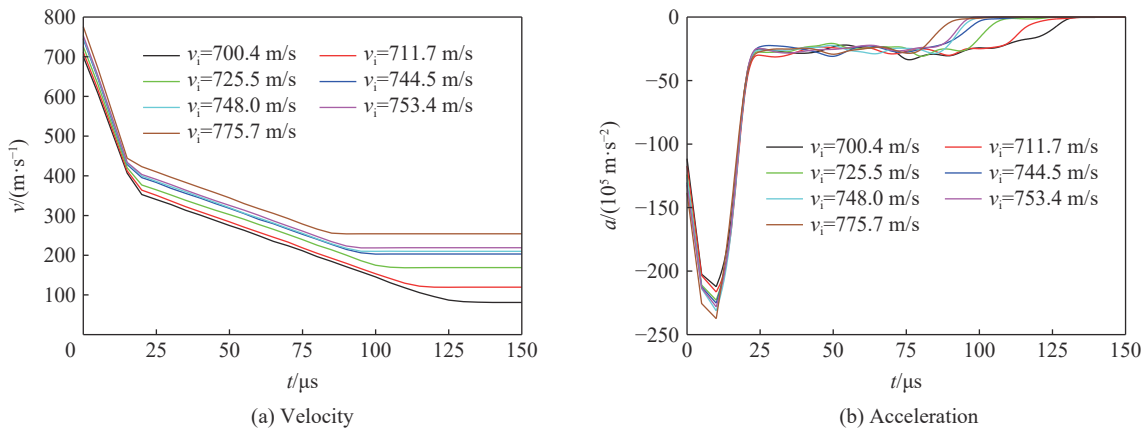 800
700
600
500
400
300
200
100
0 25 50 75 100 125 150
v/(m·s⁻¹)
t/μs
vᵢ=700.4 m/s vᵢ=711.7 m/s
vᵢ=725.5 m/s vᵢ=744.5 m/s
vᵢ=748.0 m/s vᵢ=753.4 m/s
vᵢ=775.7 m/s
(a) Velocity
0
−50
−100
−150
−200
−250
0 25 50 75 100 125 150
a/(10⁵ m·s⁻²)
t/μs
vᵢ=700.4 m/s vᵢ=711.7 m/s
vᵢ=725.5 m/s vᵢ=744.5 m/s
vᵢ=748.0 m/s vᵢ=753.4 m/s
vᵢ=775.7 m/s
(b) Acceleration